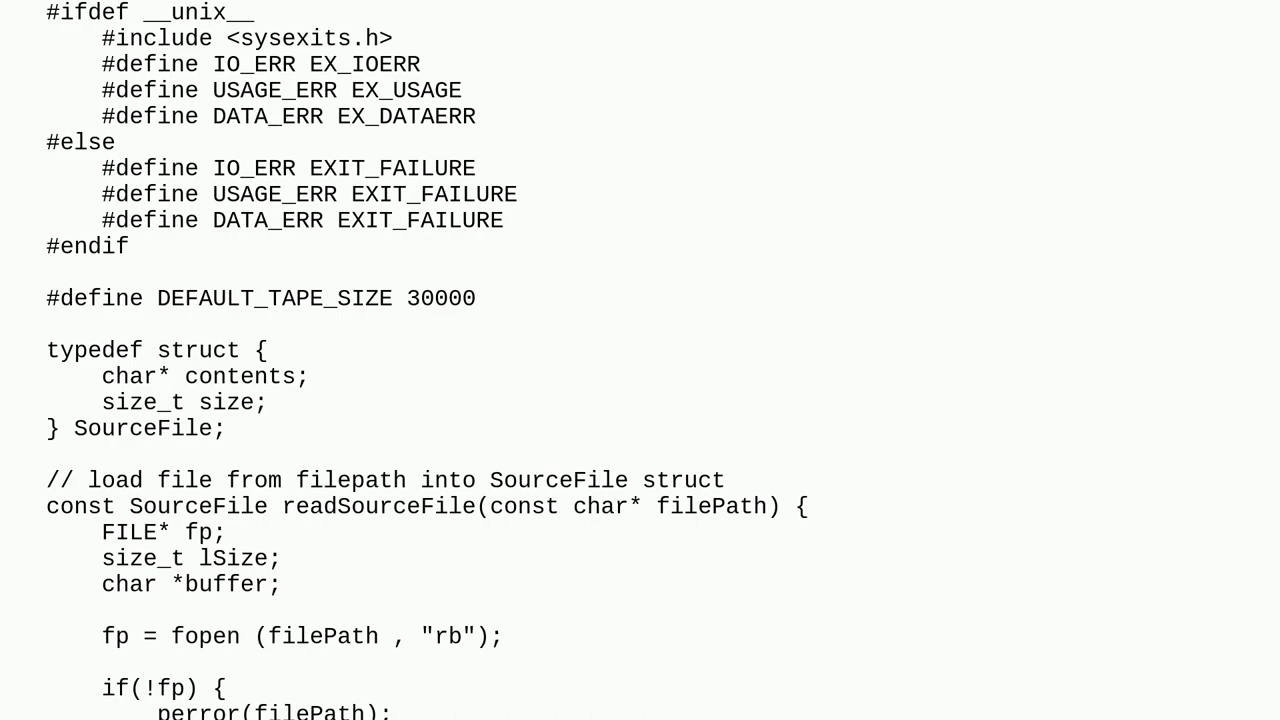 #ifdef __unix__
    #include <sysexits.h>
    #define IO_ERR EX_IOERR
    #define USAGE_ERR EX_USAGE
    #define DATA_ERR EX_DATAERR
#else
    #define IO_ERR EXIT_FAILURE
    #define USAGE_ERR EXIT_FAILURE
    #define DATA_ERR EXIT_FAILURE
#endif

#define DEFAULT_TAPE_SIZE 30000

typedef struct {
    char* contents;
    size_t size;
} SourceFile;

// load file from filepath into SourceFile struct
const SourceFile readSourceFile(const char* filePath) {
    FILE* fp;
    size_t lSize;
    char *buffer;

    fp = fopen (filePath , "rb");

    if(!fp) {
        perror(filePath);